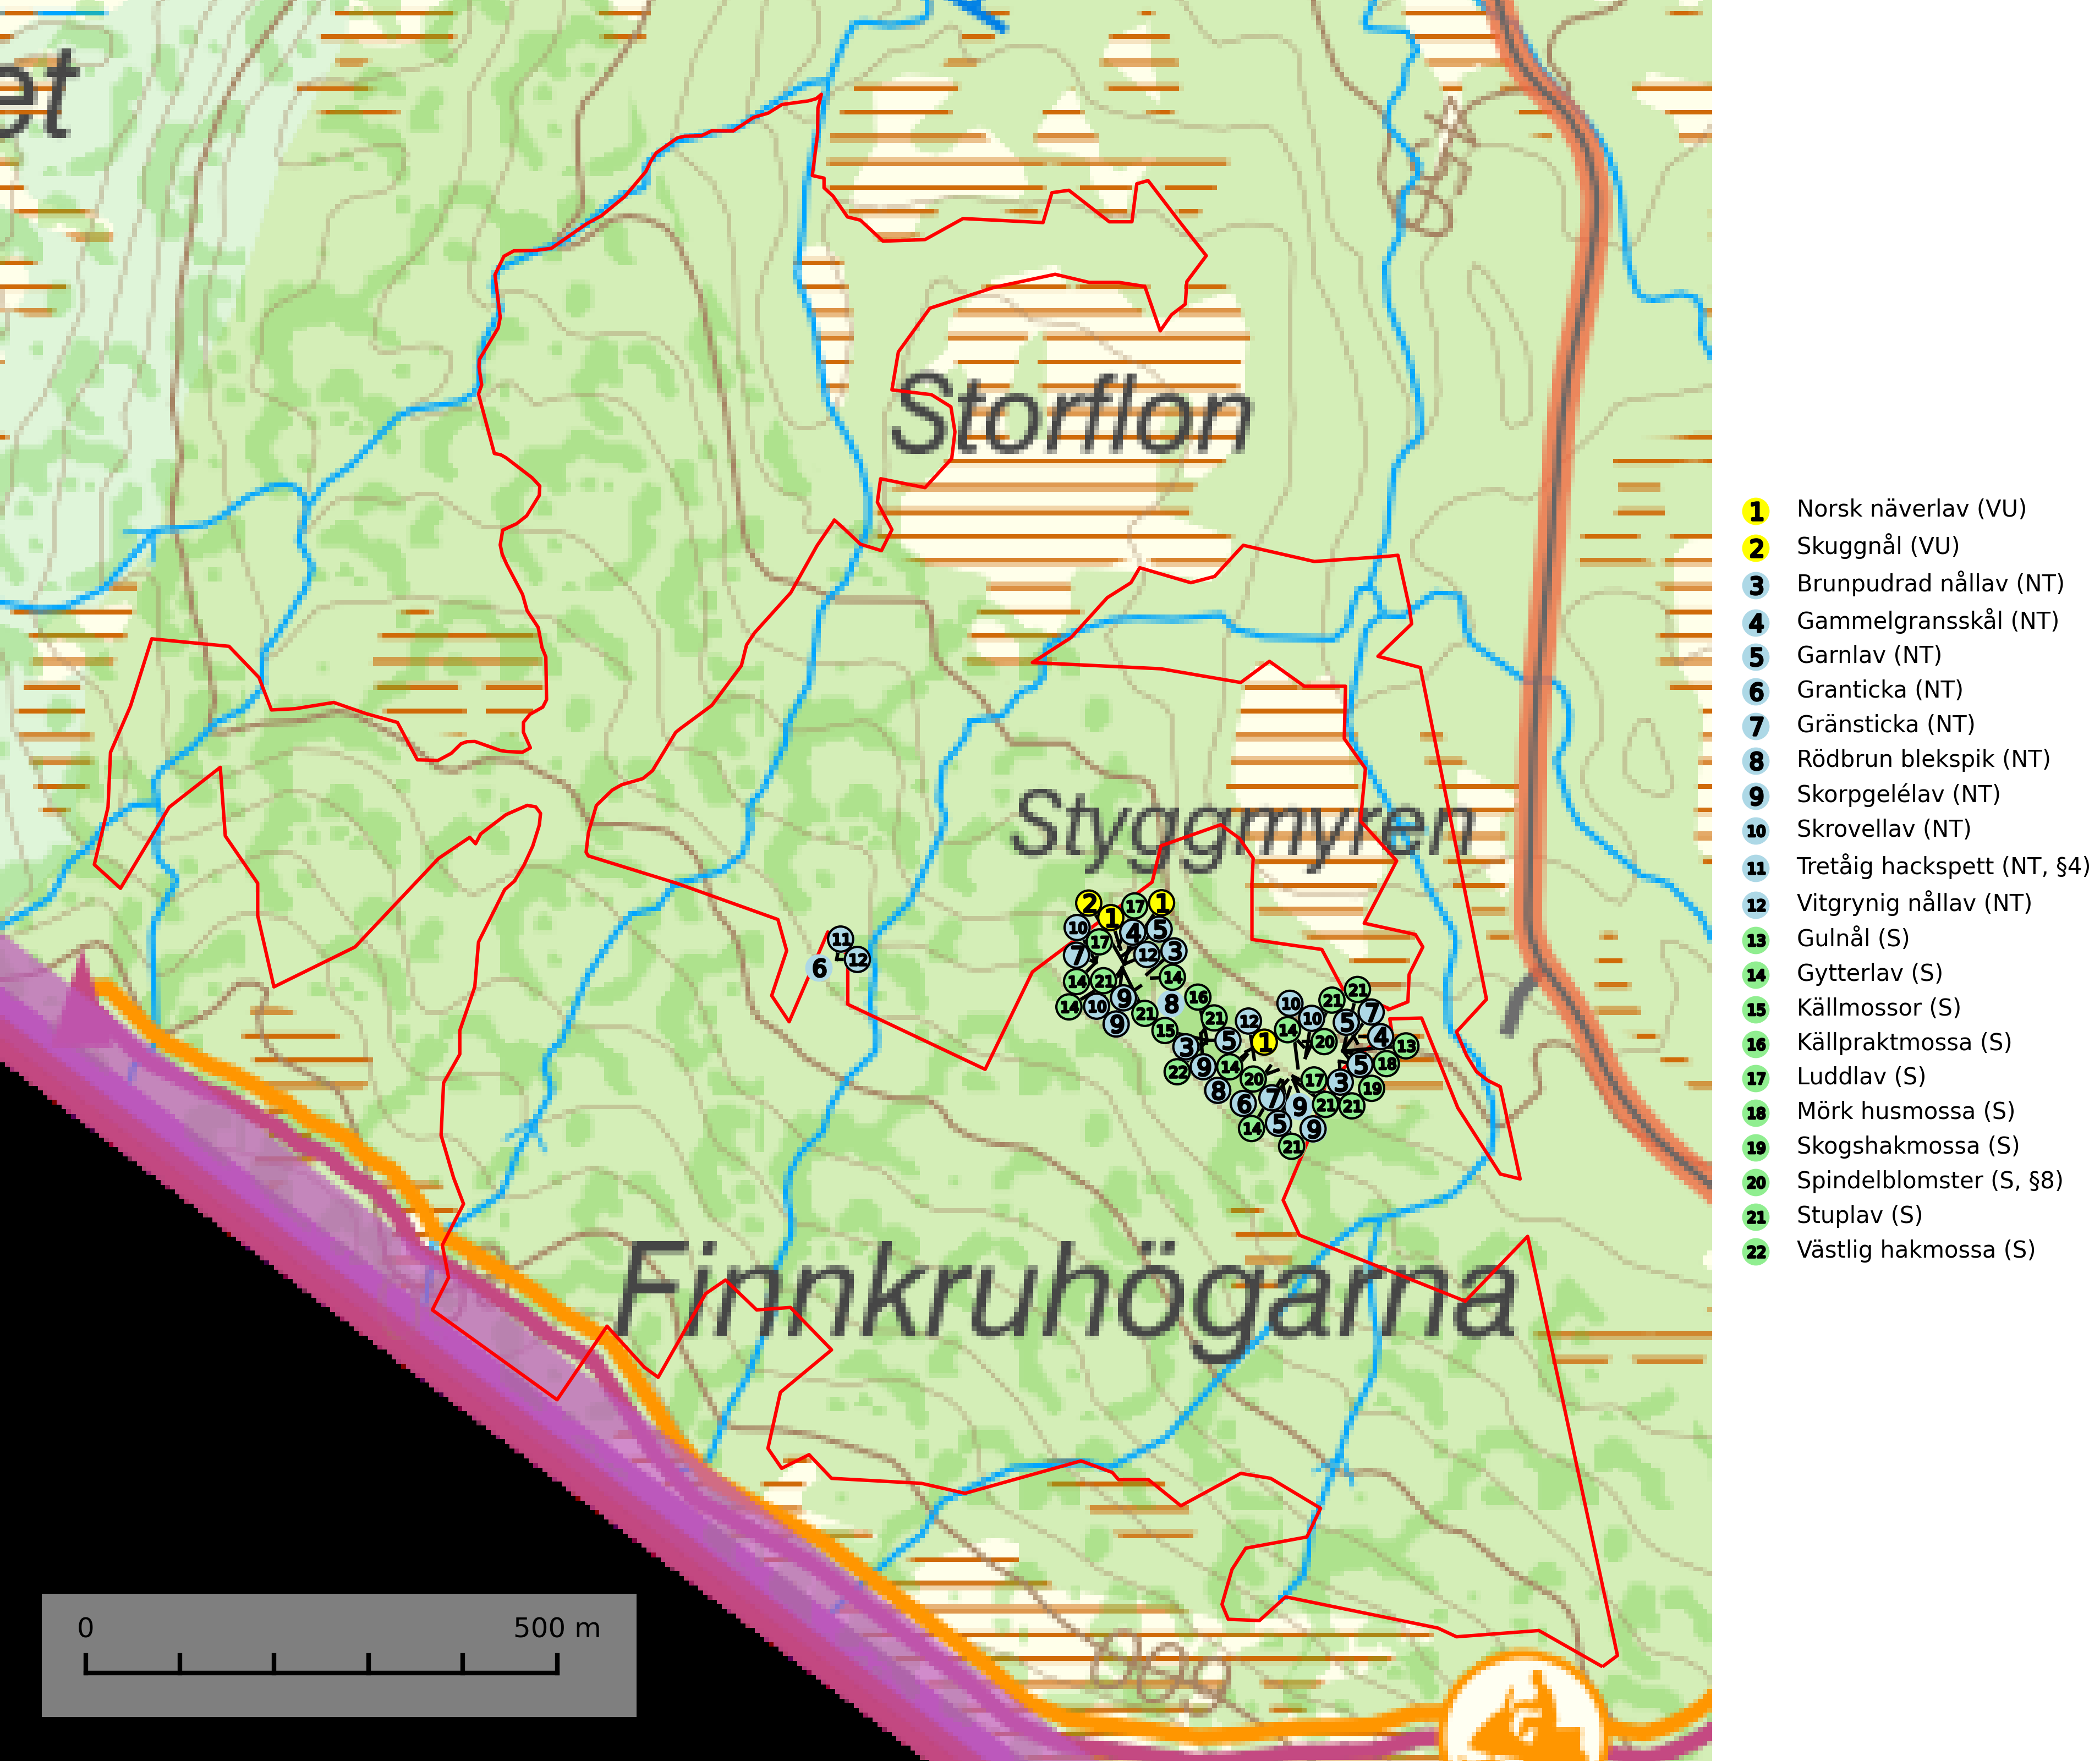 et
Storflon
Styggmyren
Finnkruhögarna
600
0 500 m
1 Norsk näverlav (VU)
2 Skuggnål (VU)
3 Brunpudrad nållav (NT)
4 Gammelgransskål (NT)
5 Garnlav (NT)
6 Granticka (NT)
7 Gränsticka (NT)
8 Rödbrun blekspik (NT)
9 Skorpgelélav (NT)
10 Skrovellav (NT)
11 Tretåig hackspett (NT, §4)
12 Vitgrynig nållav (NT)
13 Gulnål (S)
14 Gytterlav (S)
15 Källmossor (S)
16 Källpraktmossa (S)
17 Luddlav (S)
18 Mörk husmossa (S)
19 Skogshakmossa (S)
20 Spindelblomster (S, §8)
21 Stuplav (S)
22 Västlig hakmossa (S)